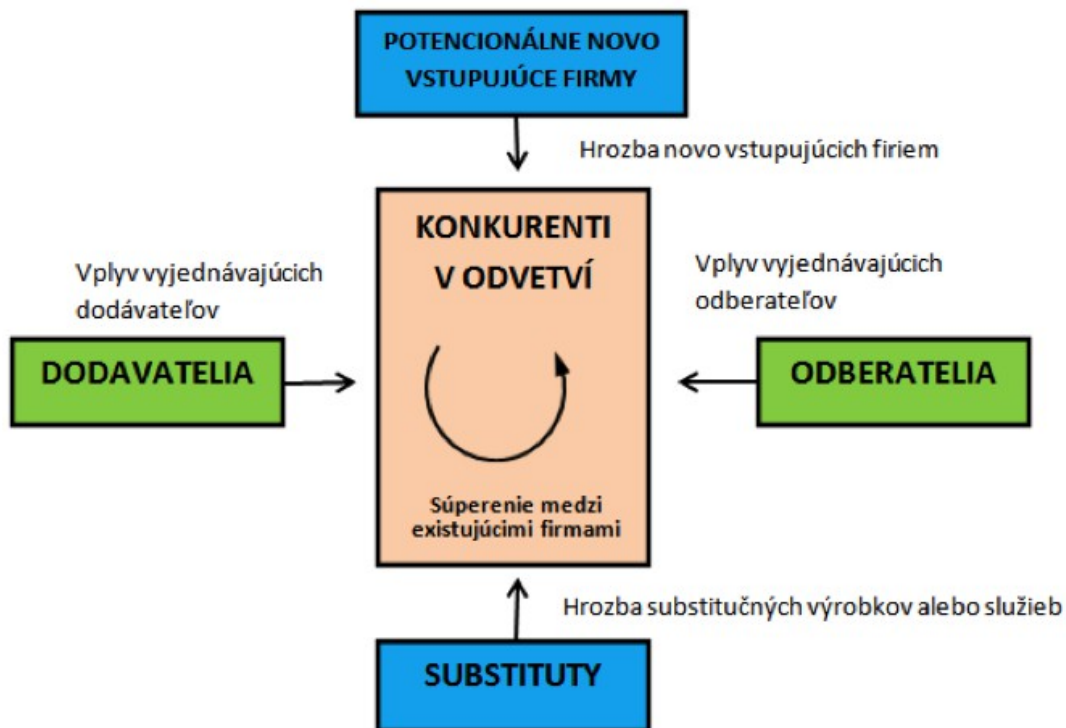 POTENCIONÁLNE NOVO
VSTUPUJÚCE FIRMY
Hrozba novo vstupujúcich firiem
KONKURENTI
V ODVETVÍ
Vplyv vyjednávajúcich
dodávateľov
Vplyv vyjednávajúcich
odberateľov
DODAVATELIA
ODBERATELIA
Súperenie medzi
existujúcimi firmami
Hrozba substitučných výrobkov alebo služieb
SUBSTITUTY